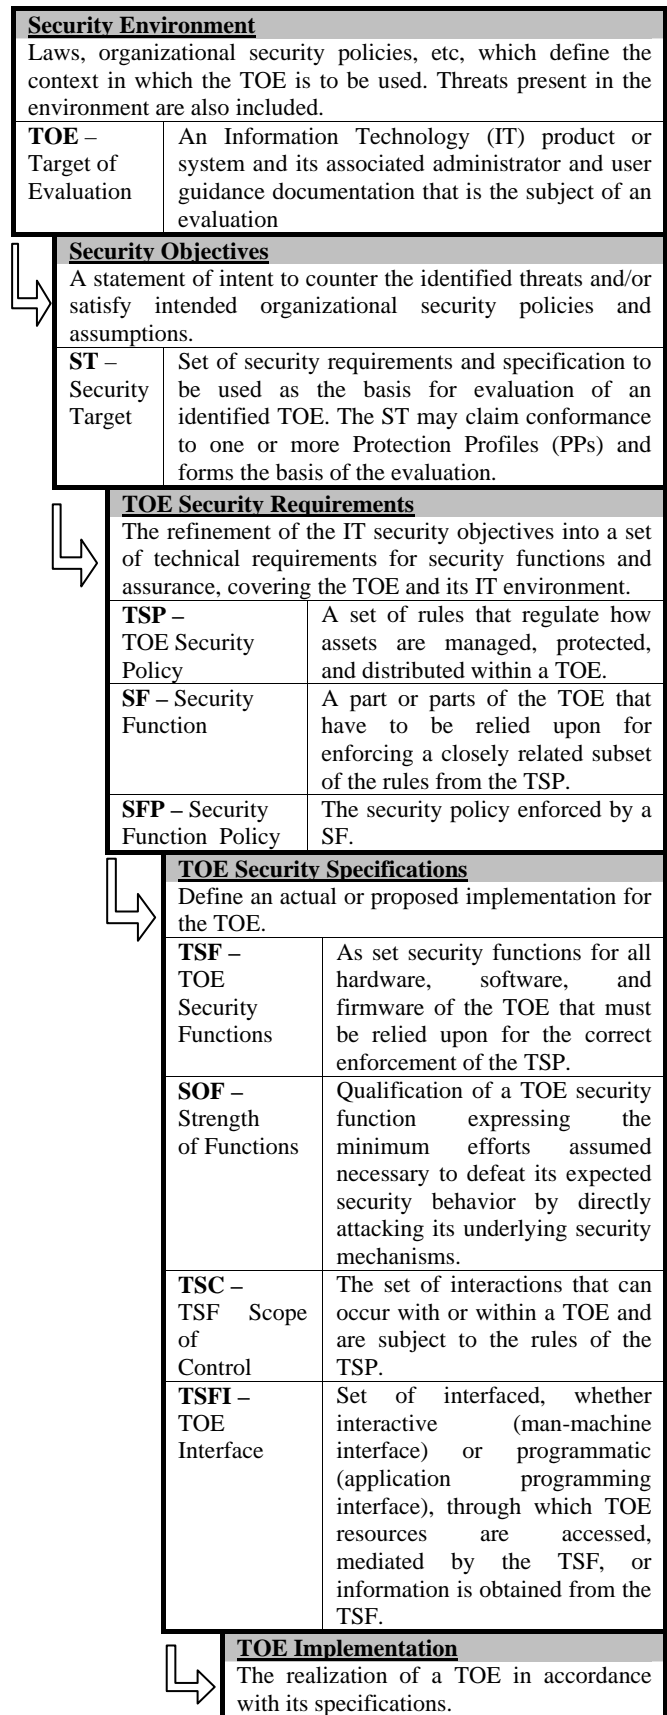 Security Environment
Laws, organizational security policies, etc, which define the
context in which the TOE is to be used. Threats present in the
environment are also included.
TOE –
Target of
Evaluation
An Information Technology (IT) product or
system and its associated administrator and user
guidance documentation that is the subject of an
evaluation
Security Objectives
A statement of intent to counter the identified threats and/or
satisfy intended organizational security policies and
assumptions.
ST –
Security
Target
Set of security requirements and specification to
be used as the basis for evaluation of an
identified TOE. The ST may claim conformance
to one or more Protection Profiles (PPs) and
forms the basis of the evaluation.
TOE Security Requirements
The refinement of the IT security objectives into a set
of technical requirements for security functions and
assurance, covering the TOE and its IT environment.
TSP –
TOE Security
Policy
A set of rules that regulate how
assets are managed, protected,
and distributed within a TOE.
SF – Security
Function
A part or parts of the TOE that
have to be relied upon for
enforcing a closely related subset
of the rules from the TSP.
SFP – Security
Function Policy
The security policy enforced by a
SF.
TOE Security Specifications
Define an actual or proposed implementation for
the TOE.
TSF –
TOE
Security
Functions
As set security functions for all
hardware, software, and
firmware of the TOE that must
be relied upon for the correct
enforcement of the TSP.
SOF –
Strength
of Functions
Qualification of a TOE security
function expressing the
minimum efforts assumed
necessary to defeat its expected
security behavior by directly
attacking its underlying security
mechanisms.
TSC –
TSF Scope
of
Control
The set of interactions that can
occur with or within a TOE and
are subject to the rules of the
TSP.
TSFI –
TOE
Interface
Set of interfaced, whether
interactive (man-machine
interface) or programmatic
(application programming
interface), through which TOE
resources are accessed,
mediated by the TSF, or
information is obtained from the
TSF.
TOE Implementation
The realization of a TOE in accordance
with its specifications.